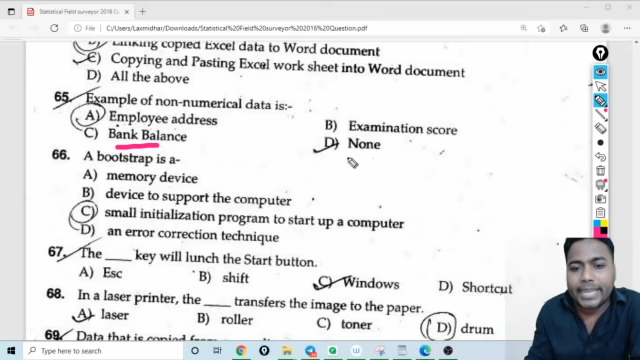 Statistical Field surveyor 2016 C
File
C:/Users/Laxmidhar/Downloads/Statistical%20Field%20surveyor%202016%20Question.pdf
B) Linking copied Excel data to Word document
C) Copying and Pasting Excel work sheet into Word document
D) All the above
65. Example of non-numerical data is:-
A) Employee address
B) Examination score
C) Bank Balance
D) None
66. A bootstrap is a-
A) memory device
B) device to support the computer
C) small initialization program to start up a computer
D) an error correction technique
67. The ____ key will lunch the Start button.
A) Esc B) shift C) Windows D) Shortcut
68. In a laser printer, the ____ transfers the image to the paper.
A) laser B) roller C) toner D) drum
69. Data that is copied from
Type here to search